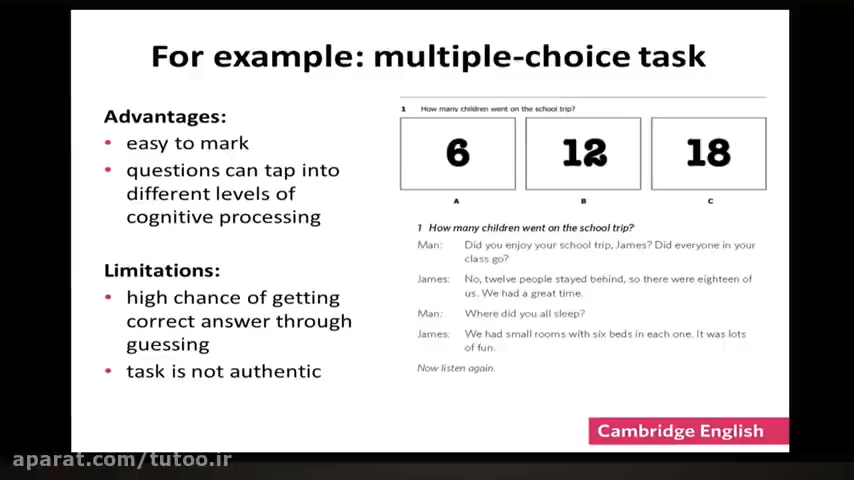 For example: multiple-choice task
Advantages:
• easy to mark
• questions can tap into
different levels of
cognitive processing
Limitations:
• high chance of getting
correct answer through
guessing
• task is not authentic
1 How many children went on the school trip?
6 12 18
A B C
1 How many children went on the school trip?
Man: Did you enjoy your school trip, James? Did everyone in your
class go?
James: No, twelve people stayed behind, so there were eighteen of
us. We had a great time.
Man: Where did you all sleep?
James: We had small rooms with six beds in each one. It was lots
of fun.
Now listen again.
Cambridge English
aparat.com/tutoo.ir